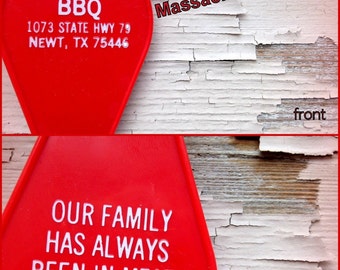 BBQ
1073 STATE HWY 79
NEWT, TX 75446
front
OUR FAMILY
HAS ALWAYS
BEEN IN